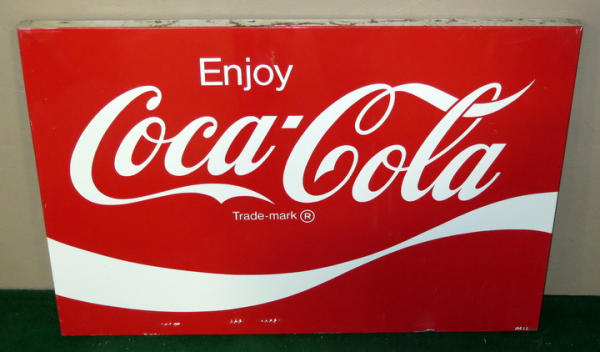 Enjoy
Coca-Cola
Trade-mark ®